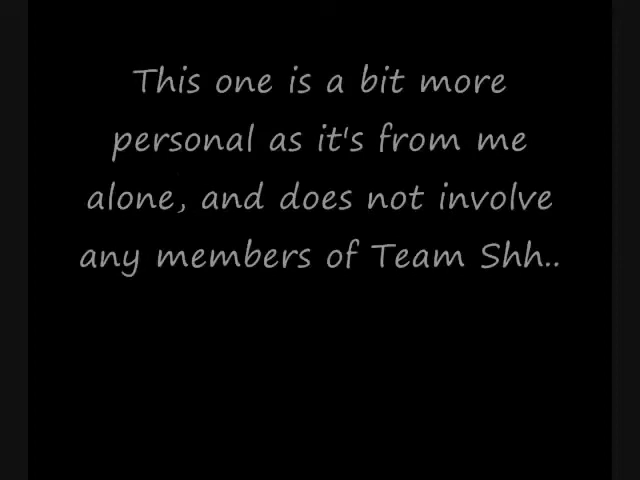 This one is a bit more
personal as it's from me
alone, and does not involve
any members of Team Shh..